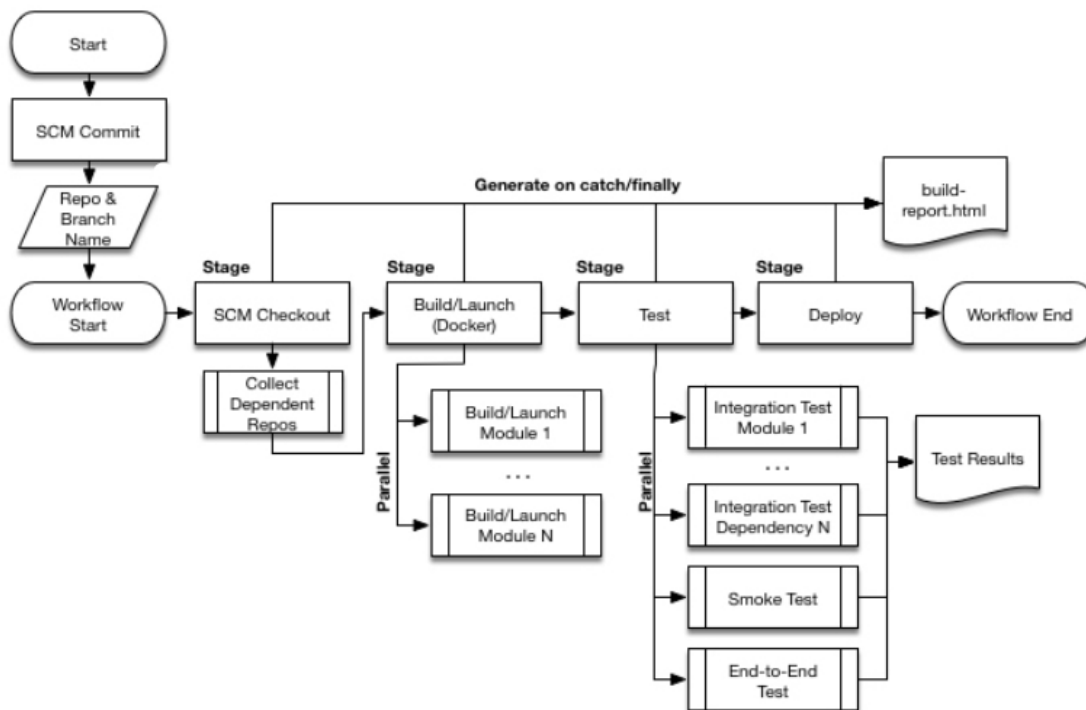 Start
SCM Commit
Repo &
Branch
Name
Workflow
Start
Generate on catch/finally
build-
report.html
Stage
SCM Checkout
Collect
Dependent
Repos
Stage
Build/Launch
(Docker)
Parallel
Build/Launch
Module 1
...
Build/Launch
Module N
Stage
Test
Parallel
Integration Test
Module 1
...
Integration Test
Dependency N
Smoke Test
End-to-End
Test
Test Results
Stage
Deploy
Workflow End